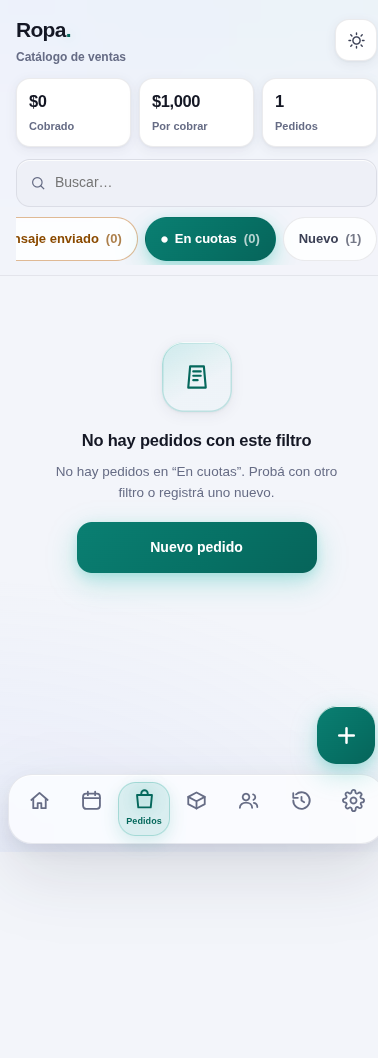 Ropa.
Catálogo de ventas
$0
Cobrado
$1,000
Por cobrar
1
Pedidos
Buscar…
nsaje enviado (0)
En cuotas (0)
Nuevo (1)
No hay pedidos con este filtro
No hay pedidos en “En cuotas”. Probá con otro
filtro o registrá uno nuevo.
Nuevo pedido
Pedidos